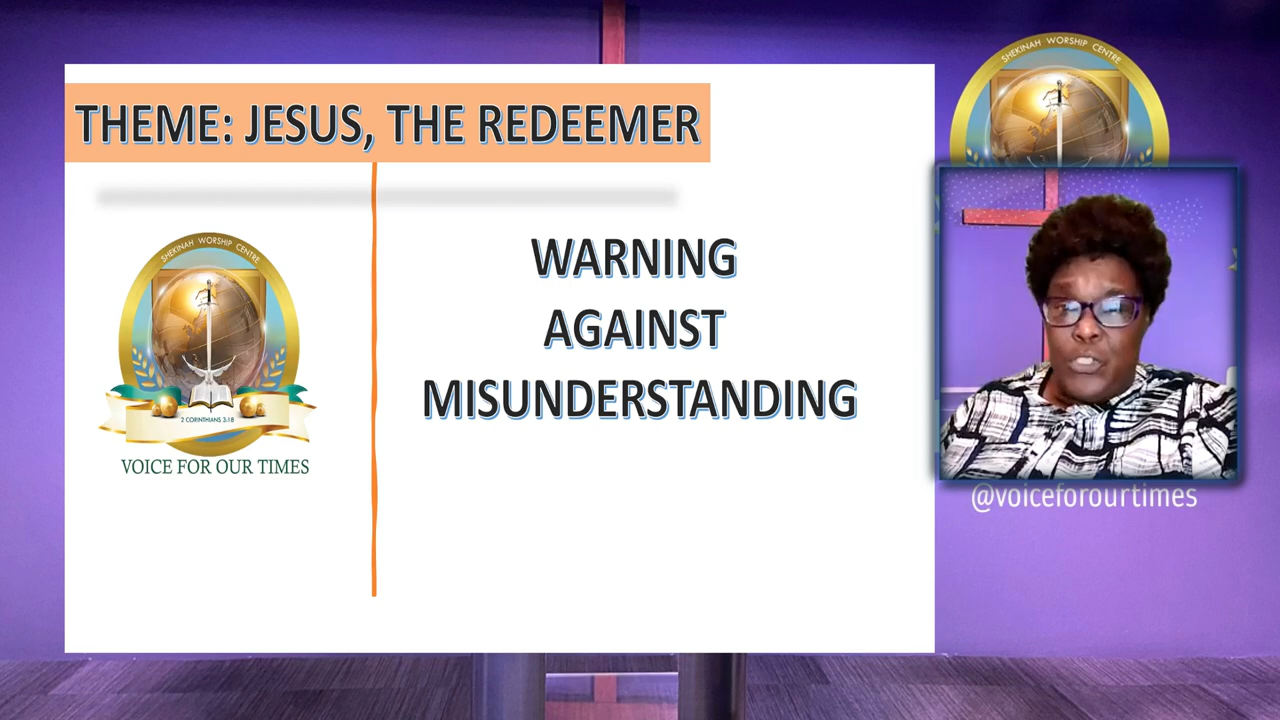 THEME: JESUS, THE REDEEMER
SHEKINAH WORSHIP CENTRE
SHEKINAH WORSHIP CENTRE
2 CORINTHIANS 3:18
VOICE FOR OUR TIMES
WARNING
AGAINST
MISUNDERSTANDING
@voiceforourtimes